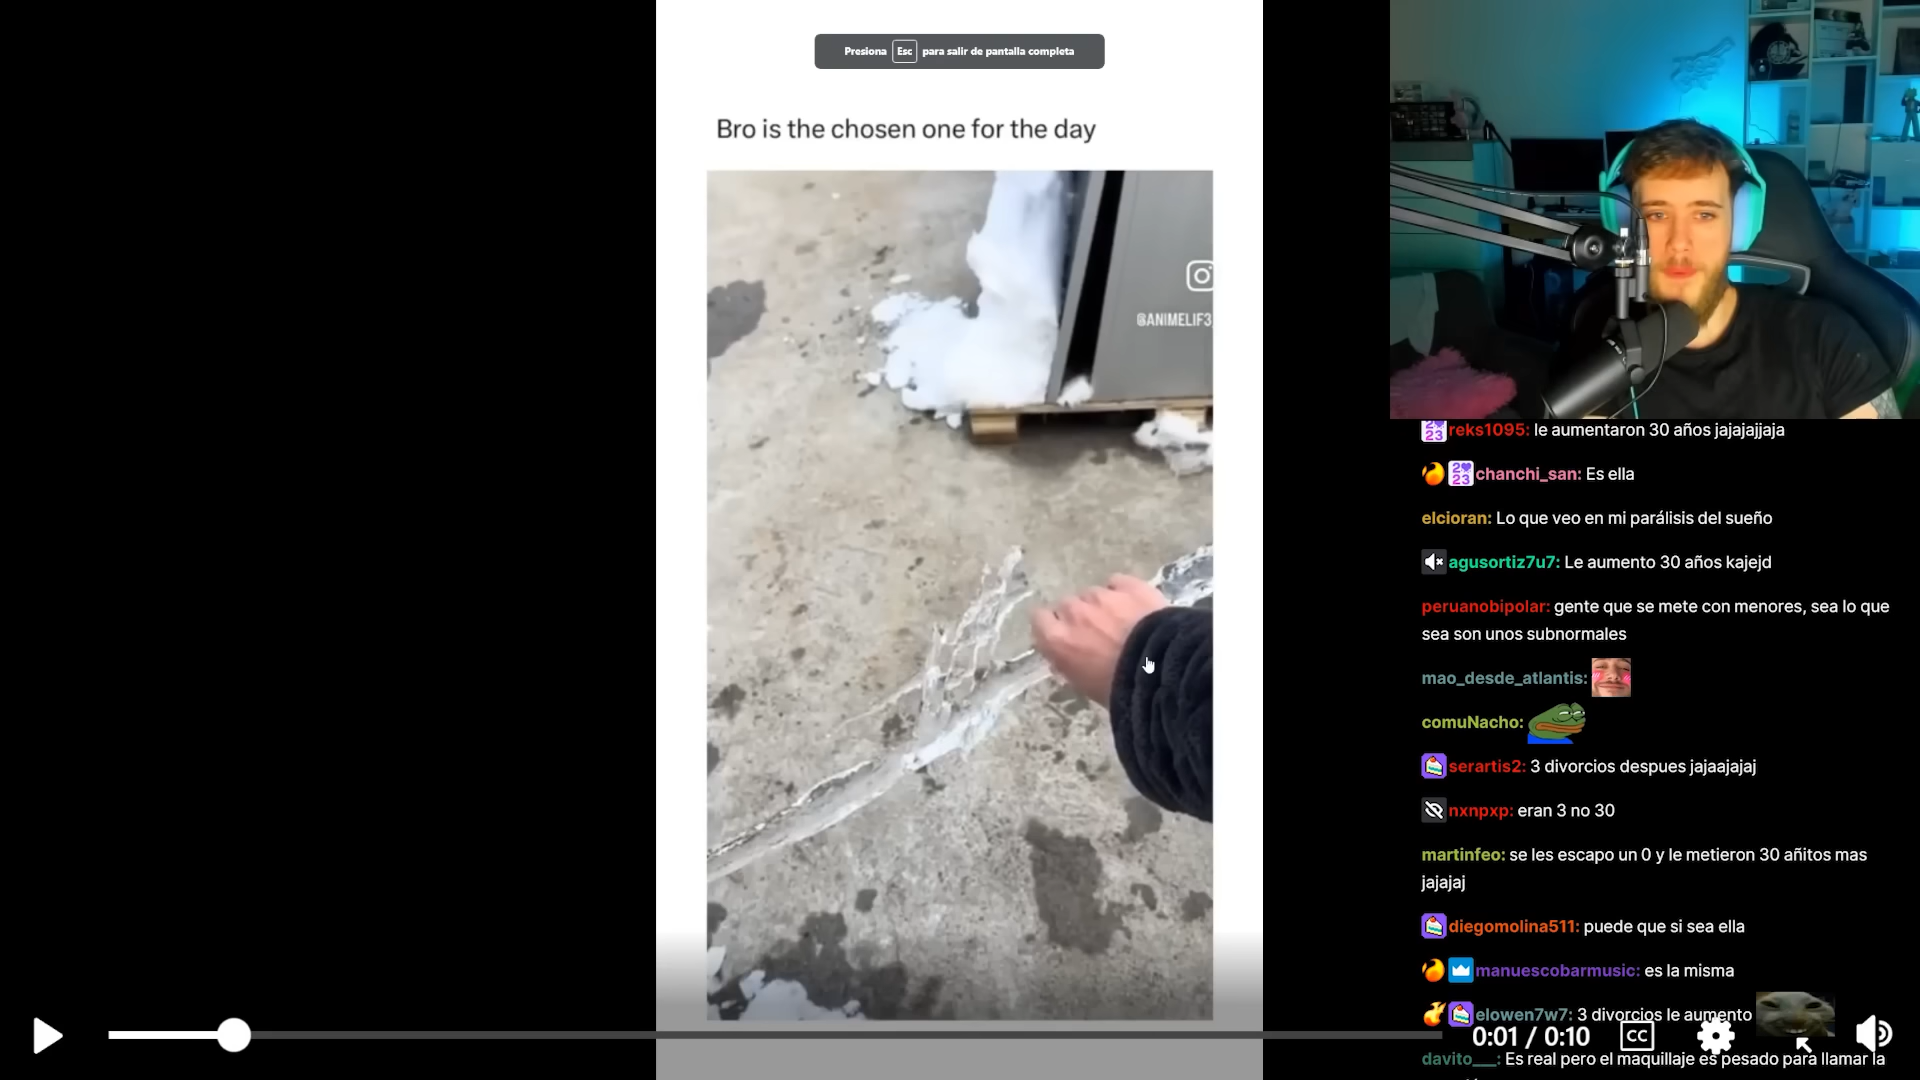 Presiona Esc para salir de pantalla completa
Bro is the chosen one for the day
@ANIMELIF3
reks1095: le aumentaron 30 años jajajajjaja
chanchi_san: Es ella
elcioran: Lo que veo en mi parálisis del sueño
agusortiz7u7: Le aumento 30 años kajejd
peruanobipolar: gente que se mete con menores, sea lo que
sea son unos subnormales
mao_desde_atlantis:
comuNacho:
serartis2: 3 divorcios despues jajaajajaj
nxnpxp: eran 3 no 30
martinfeo: se les escapo un 0 y le metieron 30 añitos mas
jajajaj
diegomolina511: puede que si sea ella
manuescobarmusic: es la misma
elowen7w7: 3 divorcios le aumento
0:01 / 0:10
CC
davito___: Es real pero el maquillaje es pesado para llamar la